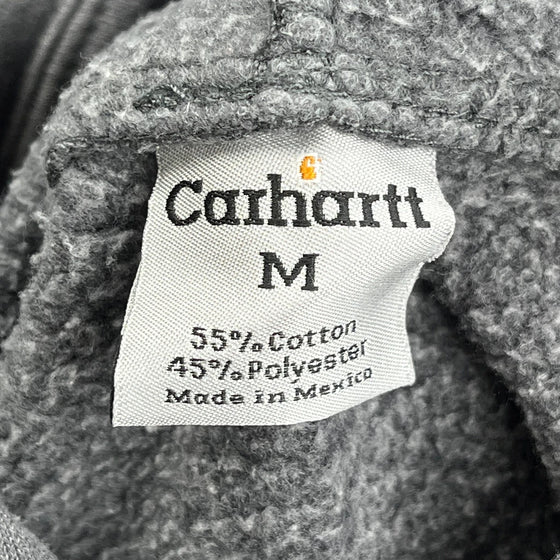 Carhartt
M
55% Cotton
45% Polyester
Made in Mexico